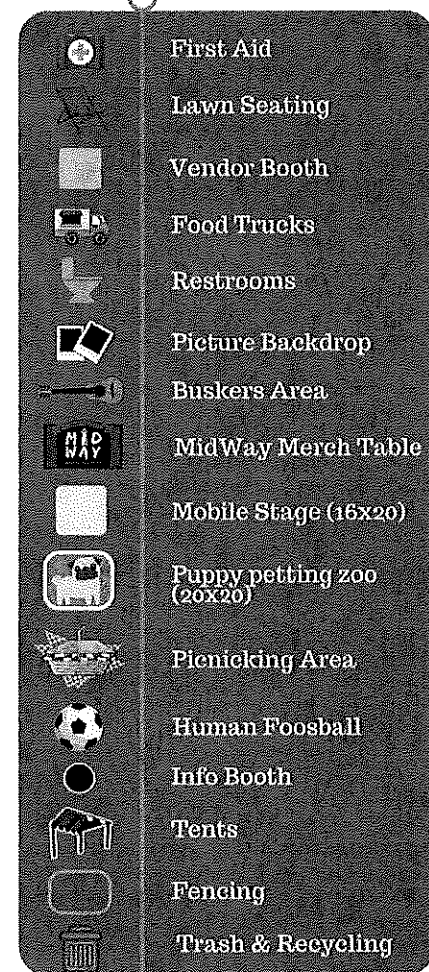 First Aid
Lawn Seating
Vendor Booth
Food Trucks
Restrooms
Picture Backdrop
Buskers Area
MID
WAY
MidWay Merch Table
Mobile Stage (16x20)
Puppy petting zoo
(20x20)
Picnicking Area
Human Foosball
Info Booth
Tents
Fencing
Trash & Recycling